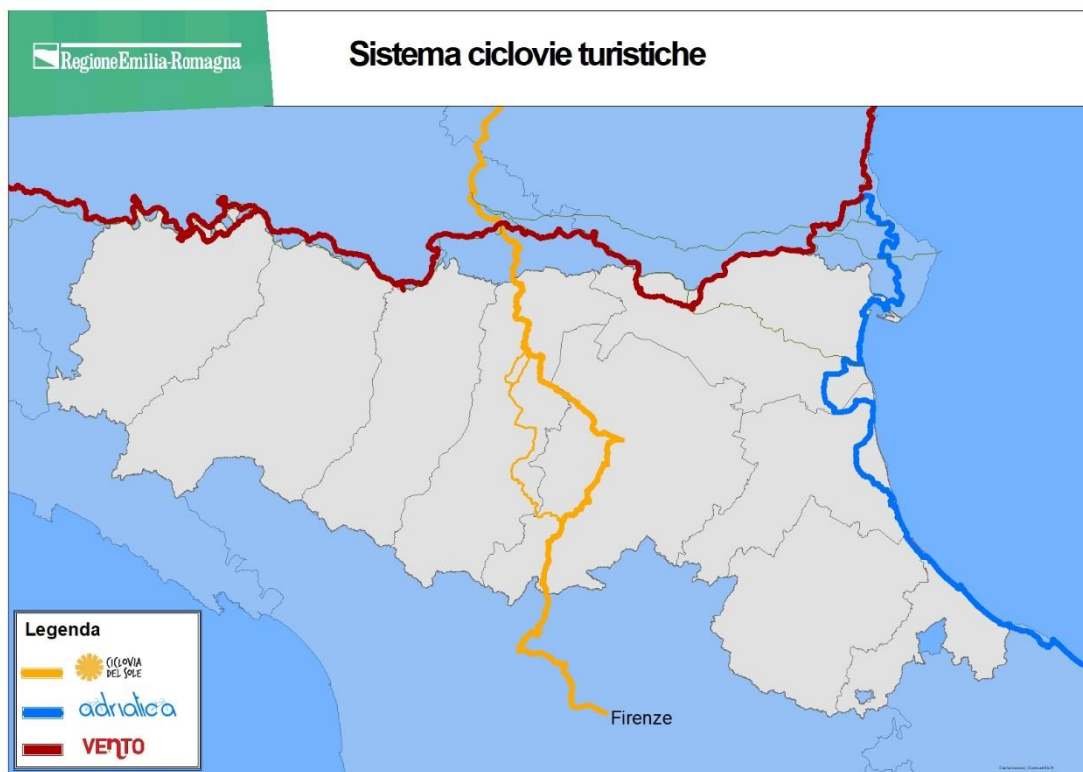 RegioneEmilia-Romagna
Sistema ciclovie turistiche
Firenze
Legenda
CICLOVIA
DEL SOLE
adriatica
VENTO